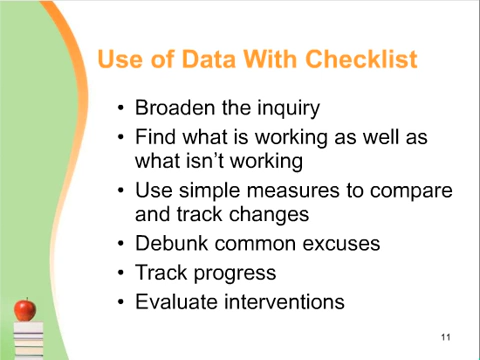 Use of Data With Checklist
• Broaden the inquiry
• Find what is working as well as
what isn't working
• Use simple measures to compare
and track changes
• Debunk common excuses
• Track progress
• Evaluate interventions
11